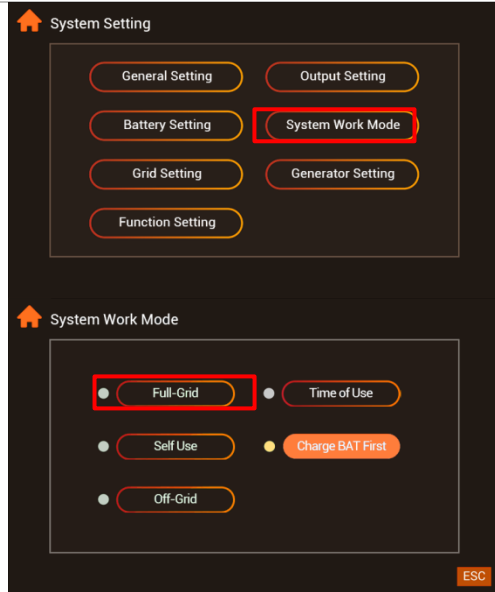 System Setting
General Setting
Output Setting
Battery Setting
System Work Mode
Grid Setting
Generator Setting
Function Setting
System Work Mode
Full-Grid
Time of Use
Self Use
Charge BAT First
Off-Grid
ESC